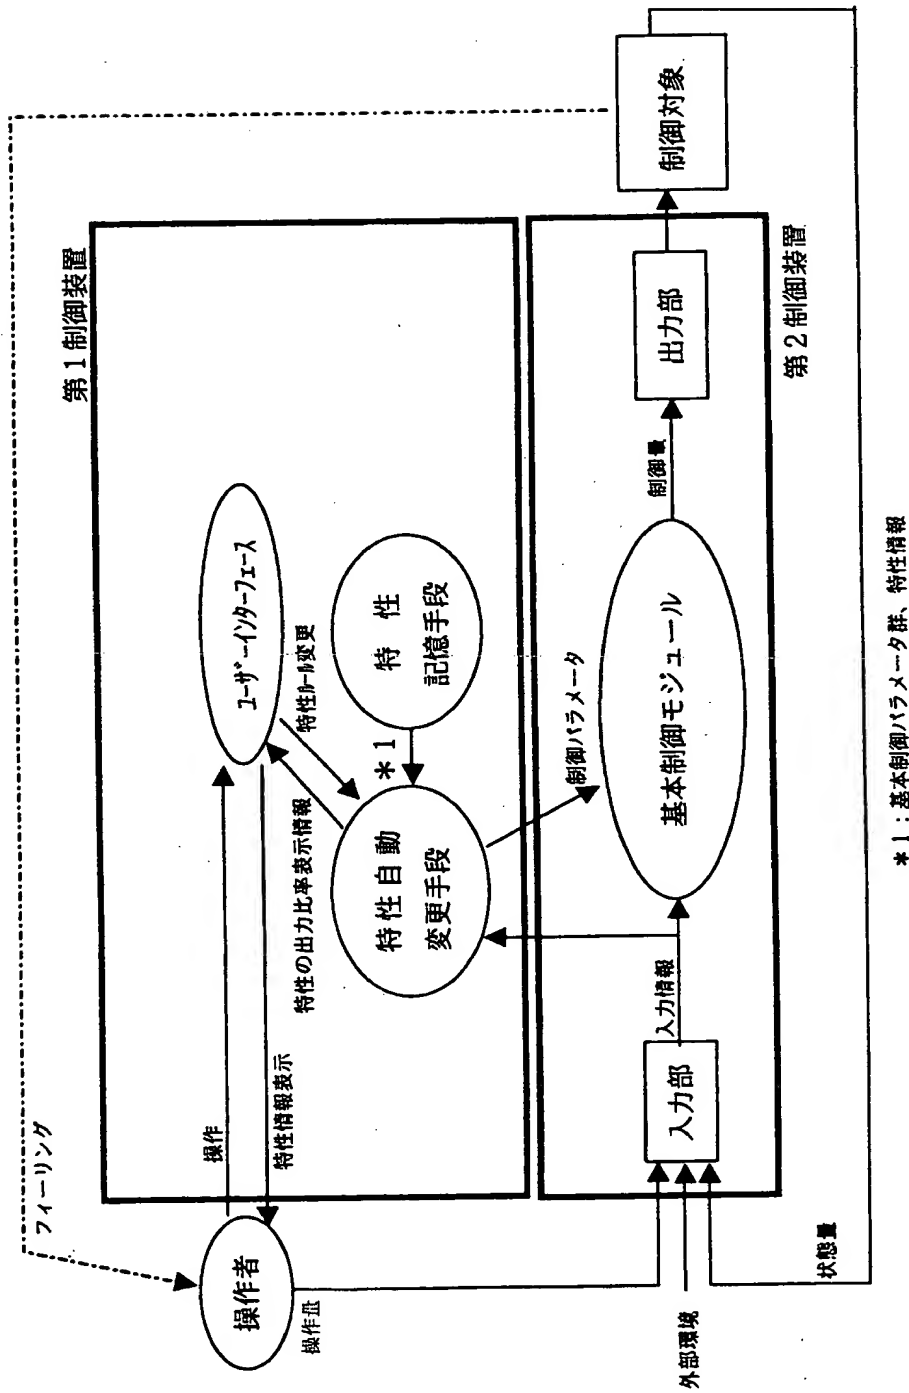 フィーリング
第1制御装置
操作者
操作
特性情報表示
ユーザーインターフェース
特性の出力比率表示情報
特性ルール変更
特性自動
変更手段
*1
特 性
記憶手段
制御パラメータ
操作量
外部環境
状態量
入力部
入力情報
基本制御モジュール
制御量
出力部
制御対象
第2制御装置
*1:基本制御パラメータ群、特性情報